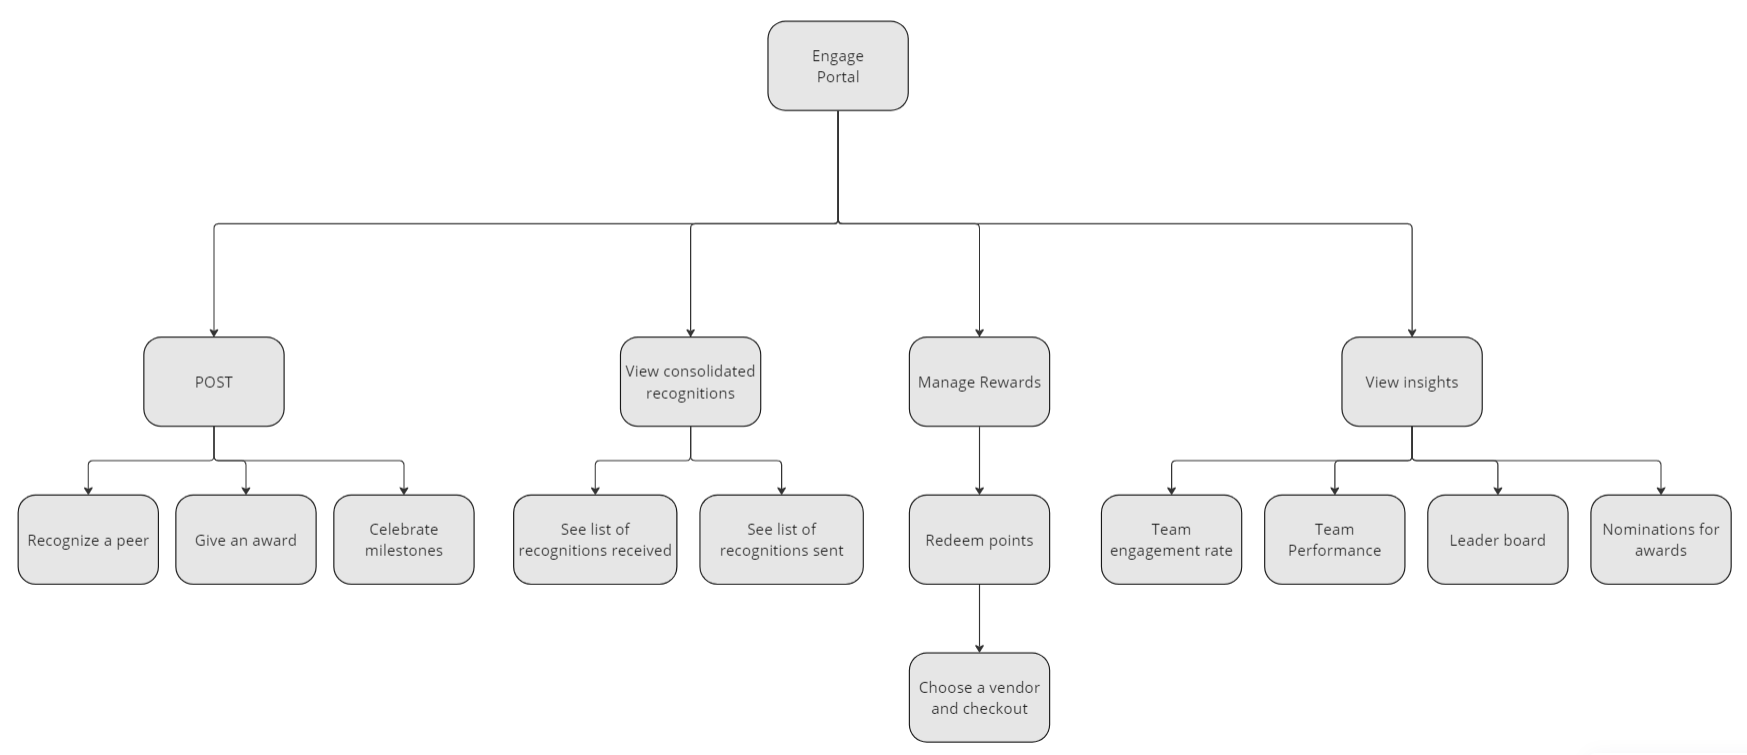 Engage
Portal
POST
View consolidated
recognitions
Manage Rewards
View insights
Recognize a peer
Give an award
Celebrate
milestones
See list of
recognitions received
See list of
recognitions sent
Redeem points
Team
engagement rate
Team
Performance
Leader board
Nominations for
awards
Choose a vendor
and checkout